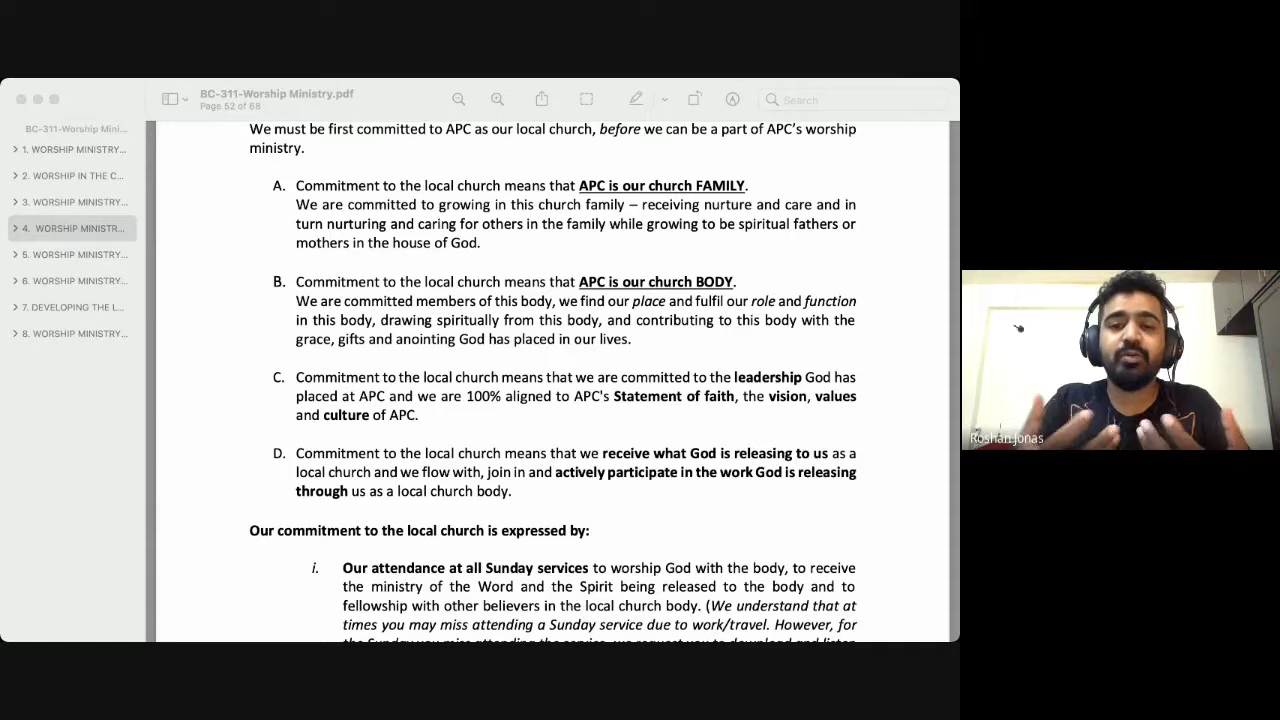 BC-311-Worship Ministry.pdf
Page 52 of 68
Search
BC-311-Worship Mini...
1. WORSHIP MINISTRY...
2. WORSHIP IN THE C...
3. WORSHIP MINISTRY...
4. WORSHIP MINISTR...
5. WORSHIP MINISTRY...
6. WORSHIP MINISTRY...
7. DEVELOPING THE L...
8. WORSHIP MINISTRY...
We must be first committed to APC as our local church, before we can be a part of APC's worship
ministry.
A. Commitment to the local church means that APC is our church FAMILY.
We are committed to growing in this church family – receiving nurture and care and in
turn nurturing and caring for others in the family while growing to be spiritual fathers or
mothers in the house of God.
B. Commitment to the local church means that APC is our church BODY.
We are committed members of this body, we find our place and fulfil our role and function
in this body, drawing spiritually from this body, and contributing to this body with the
grace, gifts and anointing God has placed in our lives.
C. Commitment to the local church means that we are committed to the leadership God has
placed at APC and we are 100% aligned to APC's Statement of faith, the vision, values
and culture of APC.
D. Commitment to the local church means that we receive what God is releasing to us as a
local church and we flow with, join in and actively participate in the work God is releasing
through us as a local church body.
Our commitment to the local church is expressed by:
i. Our attendance at all Sunday services to worship God with the body, to receive
the ministry of the Word and the Spirit being released to the body and to
fellowship with other believers in the local church body. (We understand that at
times you may miss attending a Sunday service due to work/travel. However, for
the Sunday you miss attending the service, we request you to download and listen
Roshan Jonas